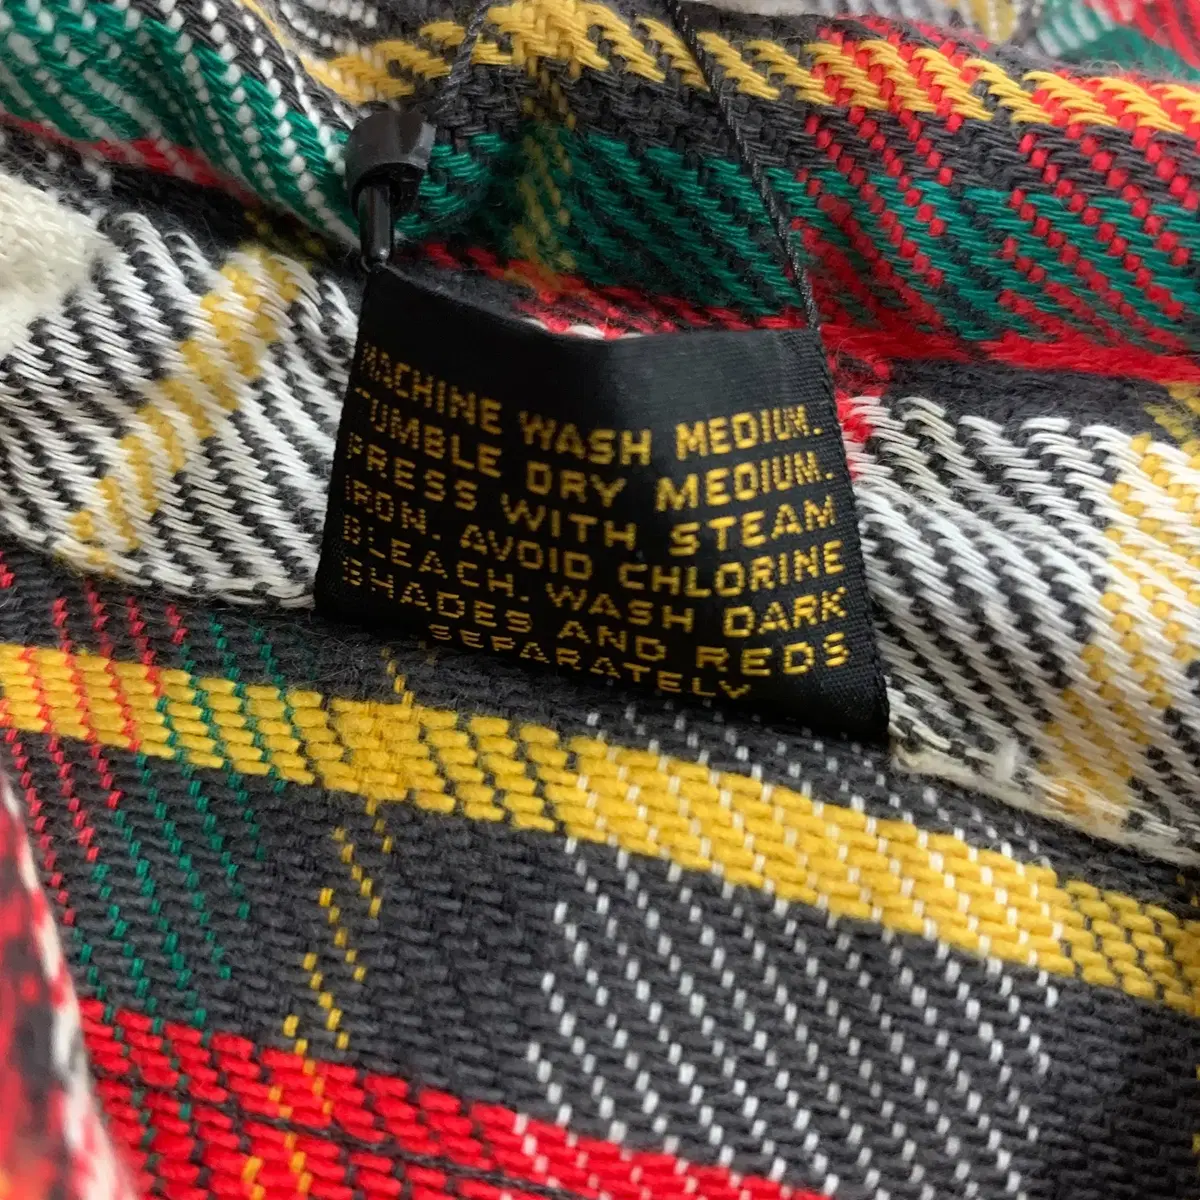 MACHINE WASH MEDIUM.
TUMBLE DRY MEDIUM.
PRESS WITH STEAM
IRON. AVOID CHLORINE
BLEACH. WASH DARK
SHADES AND REDS
SEPARATELY